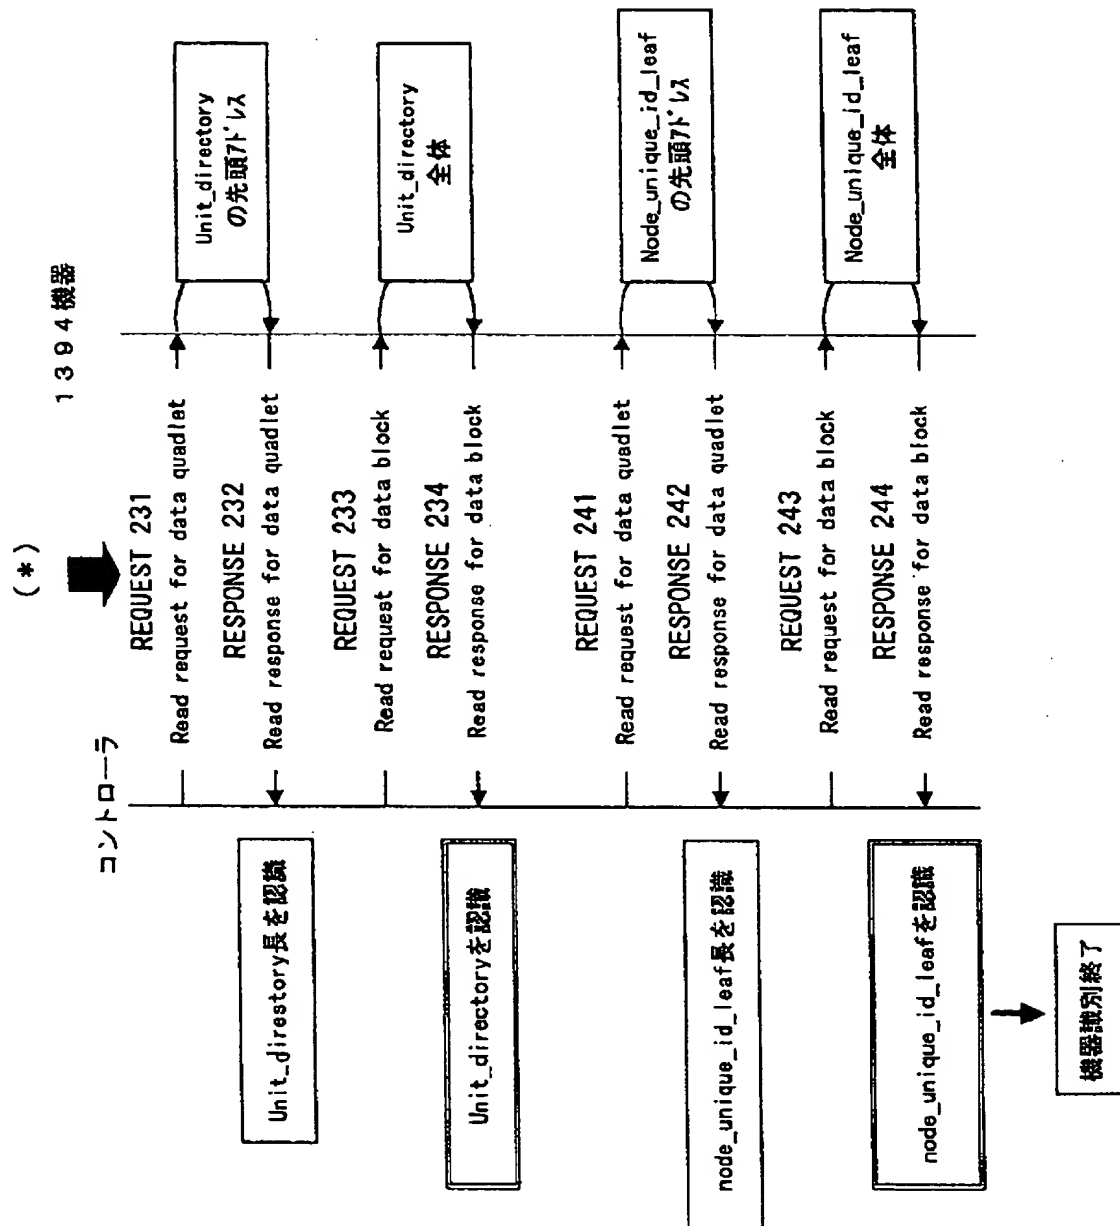 (*)
コントローラ
1394機器
REQUEST 231
Read request for data quadlet
Unit_directory
の先頭ｱﾄﾞﾚｽ
RESPONSE 232
Read response for data quadlet
Unit_direstory長を認識
REQUEST 233
Read request for data block
Unit_directory
全体
RESPONSE 234
Read response for data block
Unit_directoryを認識
REQUEST 241
Read request for data quadlet
Node_unique_id_leaf
の先頭ｱﾄﾞﾚｽ
RESPONSE 242
Read response for data quadlet
node_unique_id_leaf長を認識
REQUEST 243
Read request for data block
Node_unique_id_leaf
全体
RESPONSE 244
Read response for data block
node_unique_id_leafを認識
機器識別終了